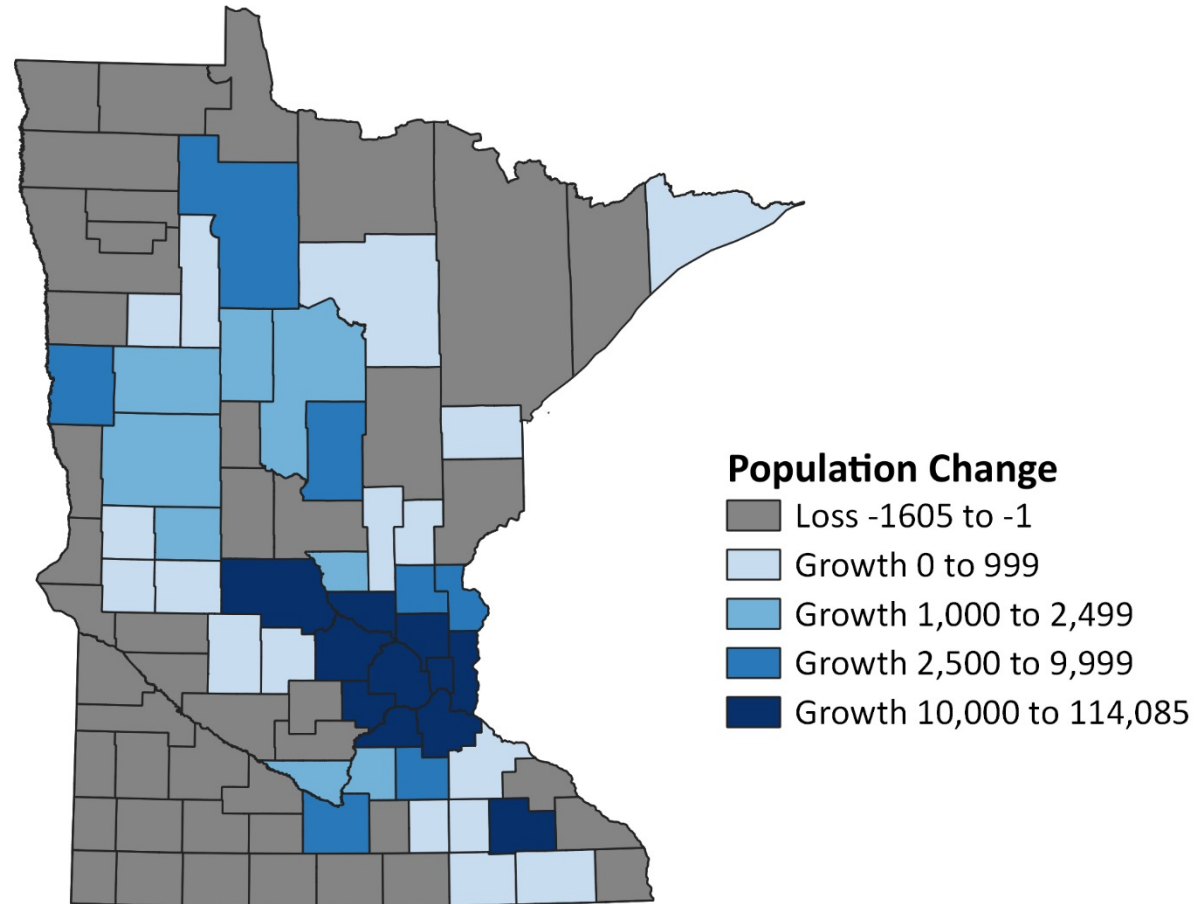 Population Change
Loss -1605 to -1
Growth 0 to 999
Growth 1,000 to 2,499
Growth 2,500 to 9,999
Growth 10,000 to 114,085